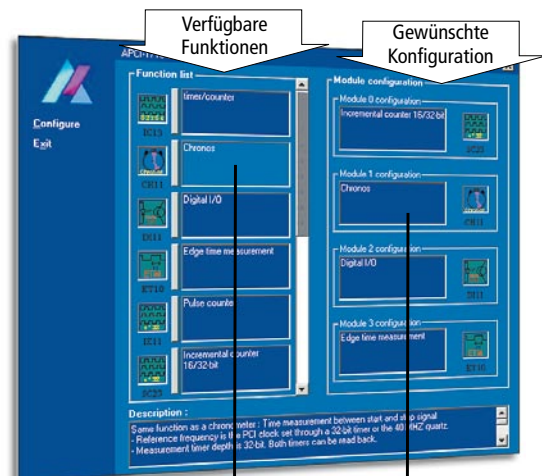 Verfügbare
Funktionen
Gewünschte
Konfiguration
Configure
Exit
Function list
timer/counter
Chronos
CH11
Digital I/O
Edge time measurement
ET10
Pulse counter
Incremental counter
16/32-bit
Module configuration
Module 0 configuration
Incremental counter 16/32-bit
Module 1 configuration
Chronos
CH11
Module 2 configuration
Digital I/O
Module 3 configuration
Edge time measurement
ET10
Description :
Same function as a chronometer : Time measurement between start and stop signal
- Reference frequency is the PCI clock set through a 32-bit timer or the 40 MHZ quartz.
- Measurement timer depth is 32-bit. Both timers can be read back.